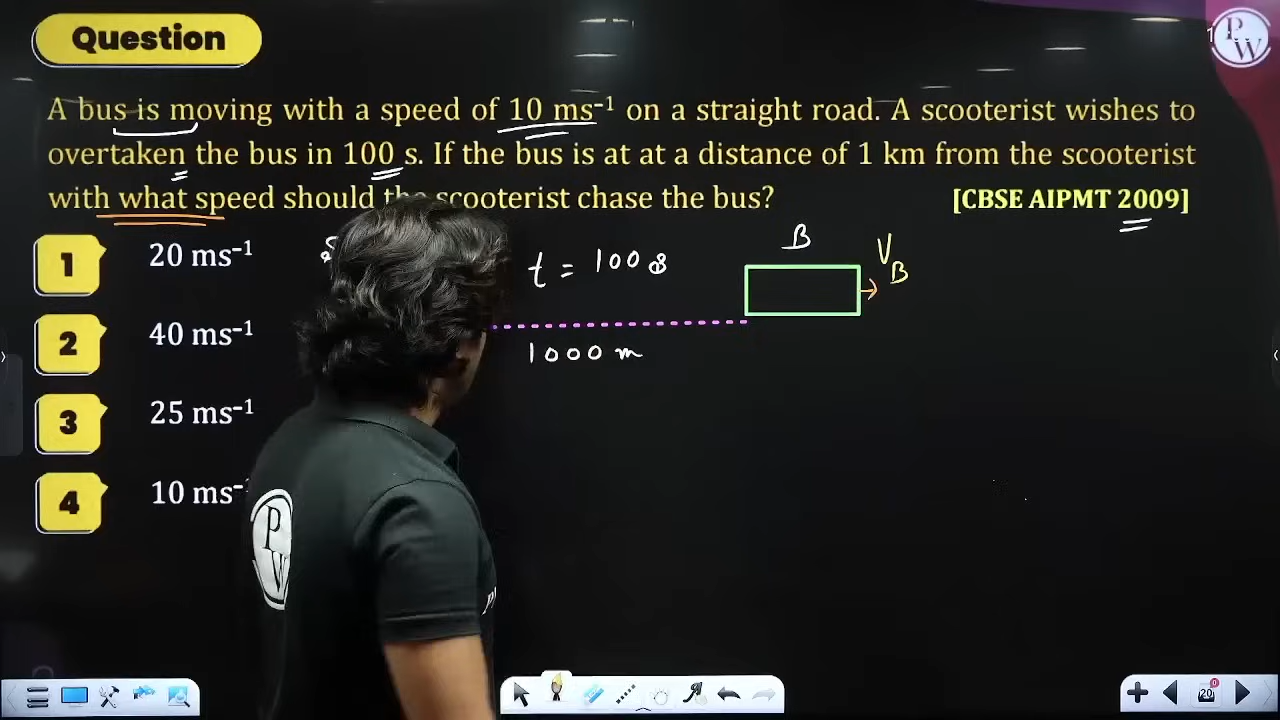 Question
A bus is moving with a speed of 10 ms⁻¹ on a straight road. A scooterist wishes to
overtaken the bus in 100 s. If the bus is at at a distance of 1 km from the scooterist
with what speed should the scooterist chase the bus? [CBSE AIPMT 2009]
1 20 ms⁻¹
2 40 ms⁻¹
3 25 ms⁻¹
4 10 ms⁻
t = 100 s
B
V_B
1000 m
P W
P W
20